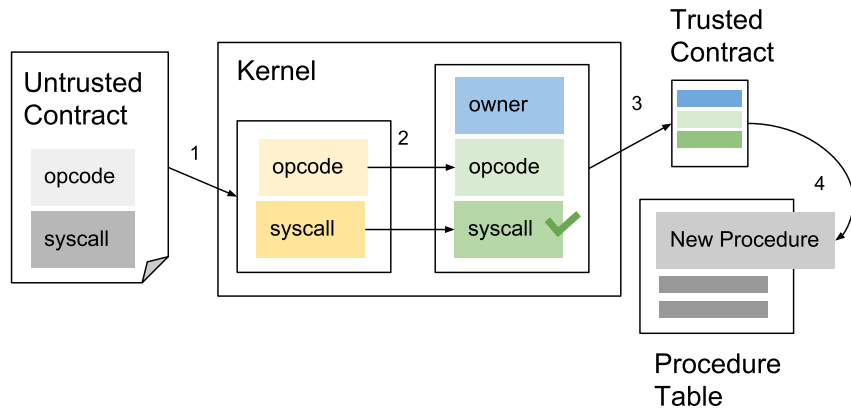 Untrusted
Contract
opcode
syscall
1
Kernel
opcode
syscall
2
owner
opcode
syscall
3
Trusted
Contract
4
New Procedure
Procedure
Table